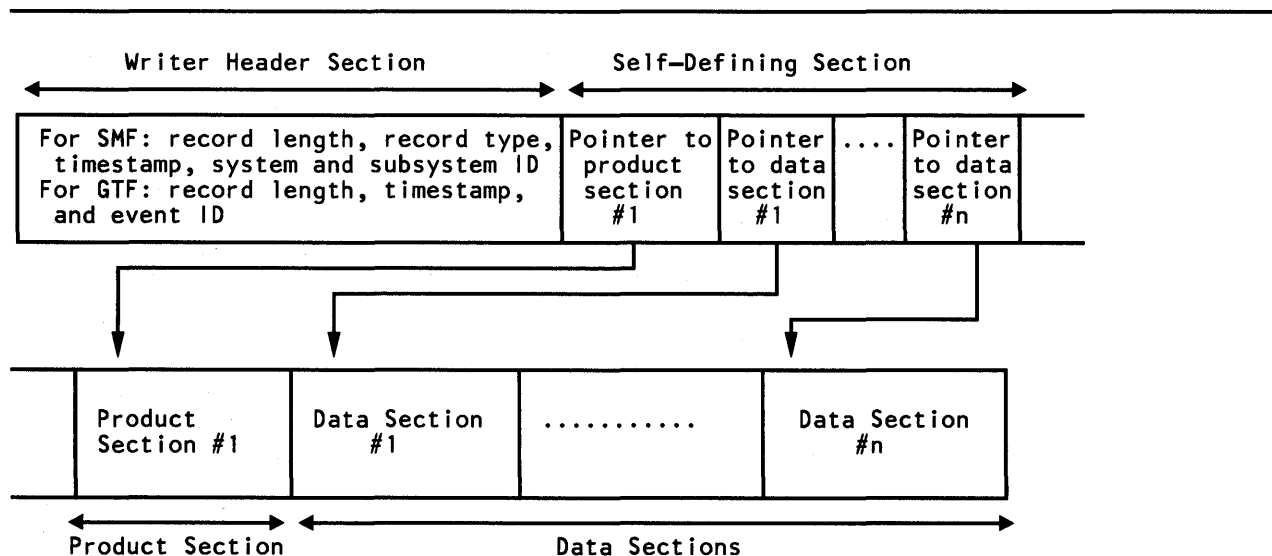 Writer Header Section
Self–Defining Section
For SMF: record length, record type,
timestamp, system and subsystem ID
For GTF: record length, timestamp,
and event ID
Pointer to
product
section
#1
Pointer
to data
section
#1
....
Pointer
to data
section
#n
Product
Section #1
Data Section
#1
...........
Data Section
#n
Product Section
Data Sections